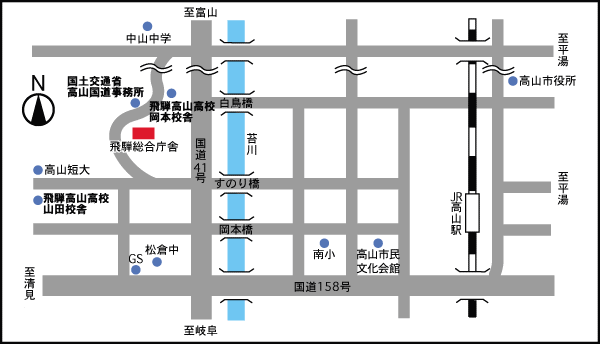 至富山
中山中学
至平湯
国土交通省
高山国道事務所
飛騨高山高校
岡本校舎
高山市役所
N
白鳥橋
飛騨総合庁舎
国道41号
苔川
高山短大
すのり橋
至平湯
飛騨高山高校
山田校舎
JR高山駅
岡本橋
松倉中
GS
南小
高山市民
文化会館
至清見
国道158号
至岐阜